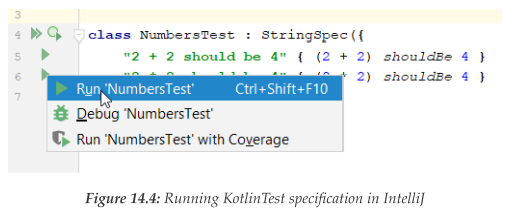 3
4 class NumbersTest : StringSpec({
5 "2 + 2 should be 4" { (2 + 2) shouldBe 4 }
6 2) shouldBe 4 }
7
Run 'NumbersTest' Ctrl+Shift+F10
Debug 'NumbersTest'
Run 'NumbersTest' with Coverage
Figure 14.4: Running KotlinTest specification in IntelliJ